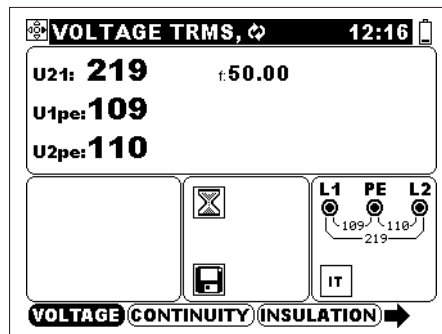 VOLTAGE TRMS, 12:16
U21: 219 f:50.00
U1pe:109
U2pe:110
L1 PE L2
109 110
219
IT
VOLTAGE CONTINUITY INSULATION